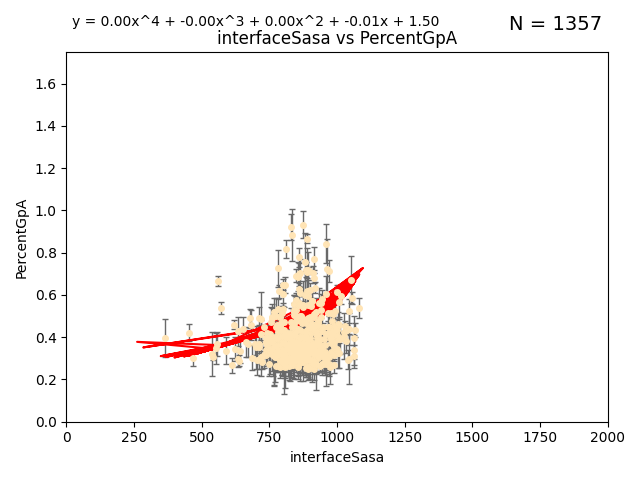 y = 0.00x^4 + -0.00x^3 + 0.00x^2 + -0.01x + 1.50
N = 1357
interfaceSasa vs PercentGpA
PercentGpA
1.6
1.4
1.2
1.0
0.8
0.6
0.4
0.2
0.0
0 250 500 750 1000 1250 1500 1750 2000
interfaceSasa